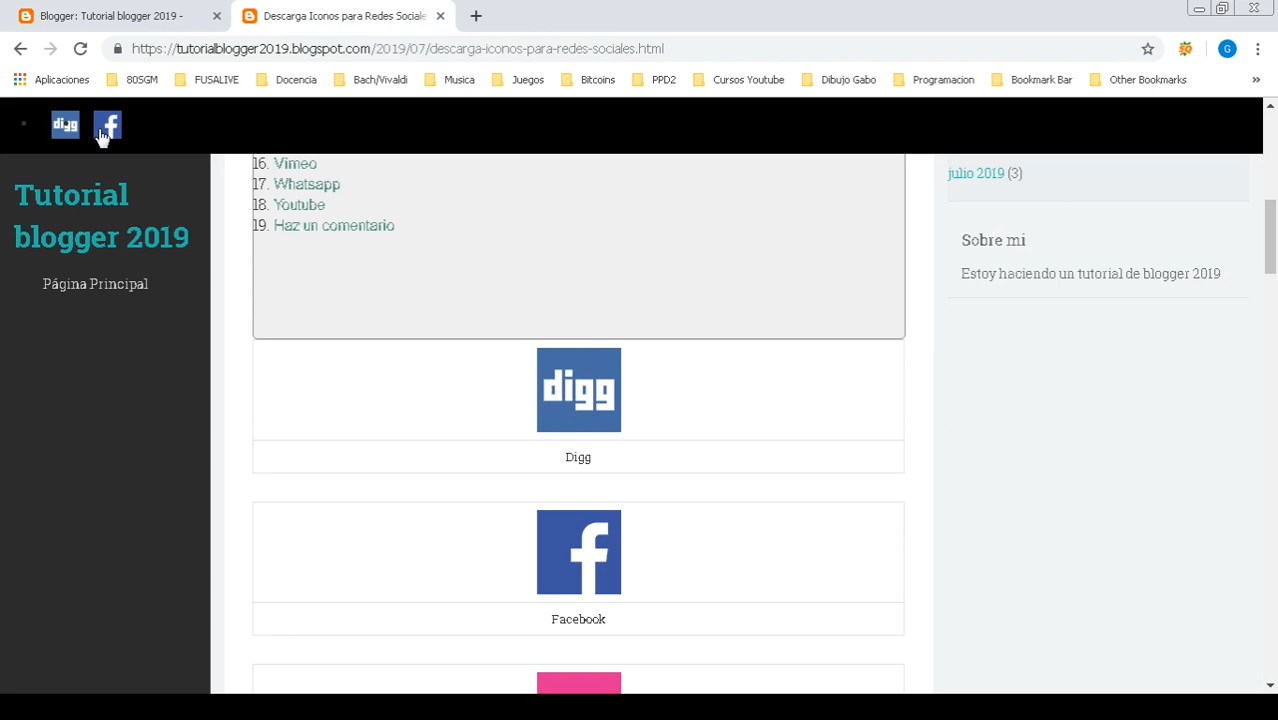 Blogger: Tutorial blogger 2019 -
Descarga Iconos para Redes Sociale
https://tutorialblogger2019.blogspot.com/2019/07/descarga-iconos-para-redes-sociales.html
G
Aplicaciones
80SGM
FUSALIVE
Docencia
Bach/Vivaldi
Musica
Juegos
Bitcoins
PPD2
Cursos Youtube
Dibujo Gabo
Programacion
Bookmark Bar
Other Bookmarks
»
digg
f
Tutorial
blogger 2019
Página Principal
16. Vimeo
17. Whatsapp
18. Youtube
19. Haz un comentario
digg
Digg
f
Facebook
julio 2019 (3)
Sobre mi
Estoy haciendo un tutorial de blogger 2019